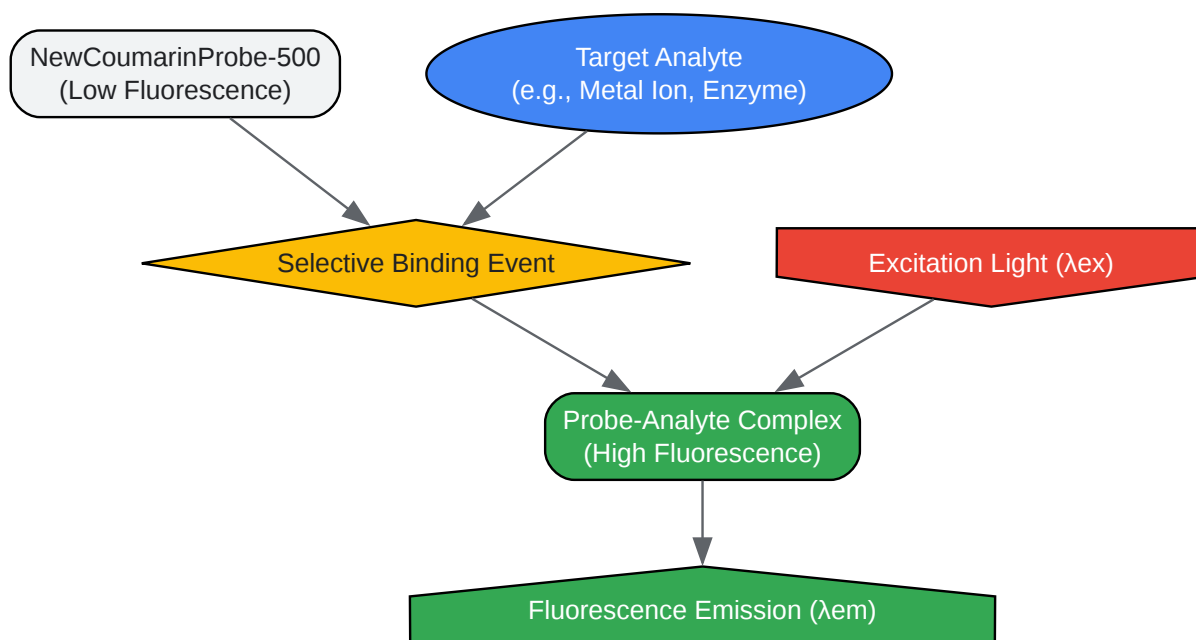 NewCoumarinProbe-500
(Low Fluorescence)
Target Analyte
(e.g., Metal Ion, Enzyme)
Selective Binding Event
Excitation Light (λex)
Probe-Analyte Complex
(High Fluorescence)
Fluorescence Emission (λem)